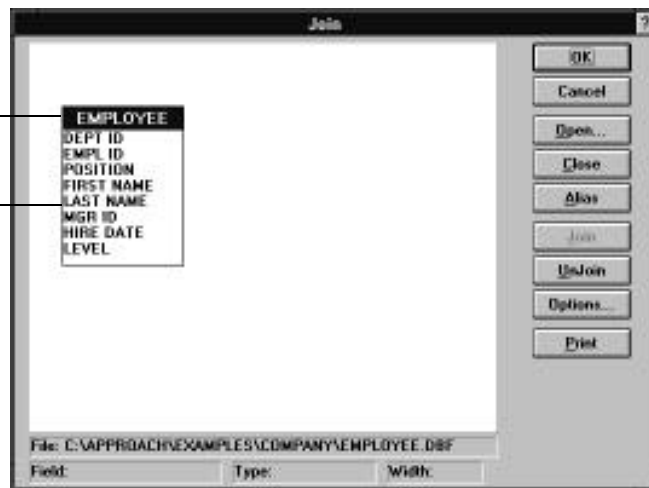 Join
?
EMPLOYEE
DEPT ID
EMPL ID
POSITION
FIRST NAME
LAST NAME
MGR ID
HIRE DATE
LEVEL
OK
Cancel
Open...
Close
Alias
Join
UnJoin
Options...
Print
File: C:\APPROACH\EXAMPLES\COMPANY\EMPLOYEE.DBF
Field: Type: Width: